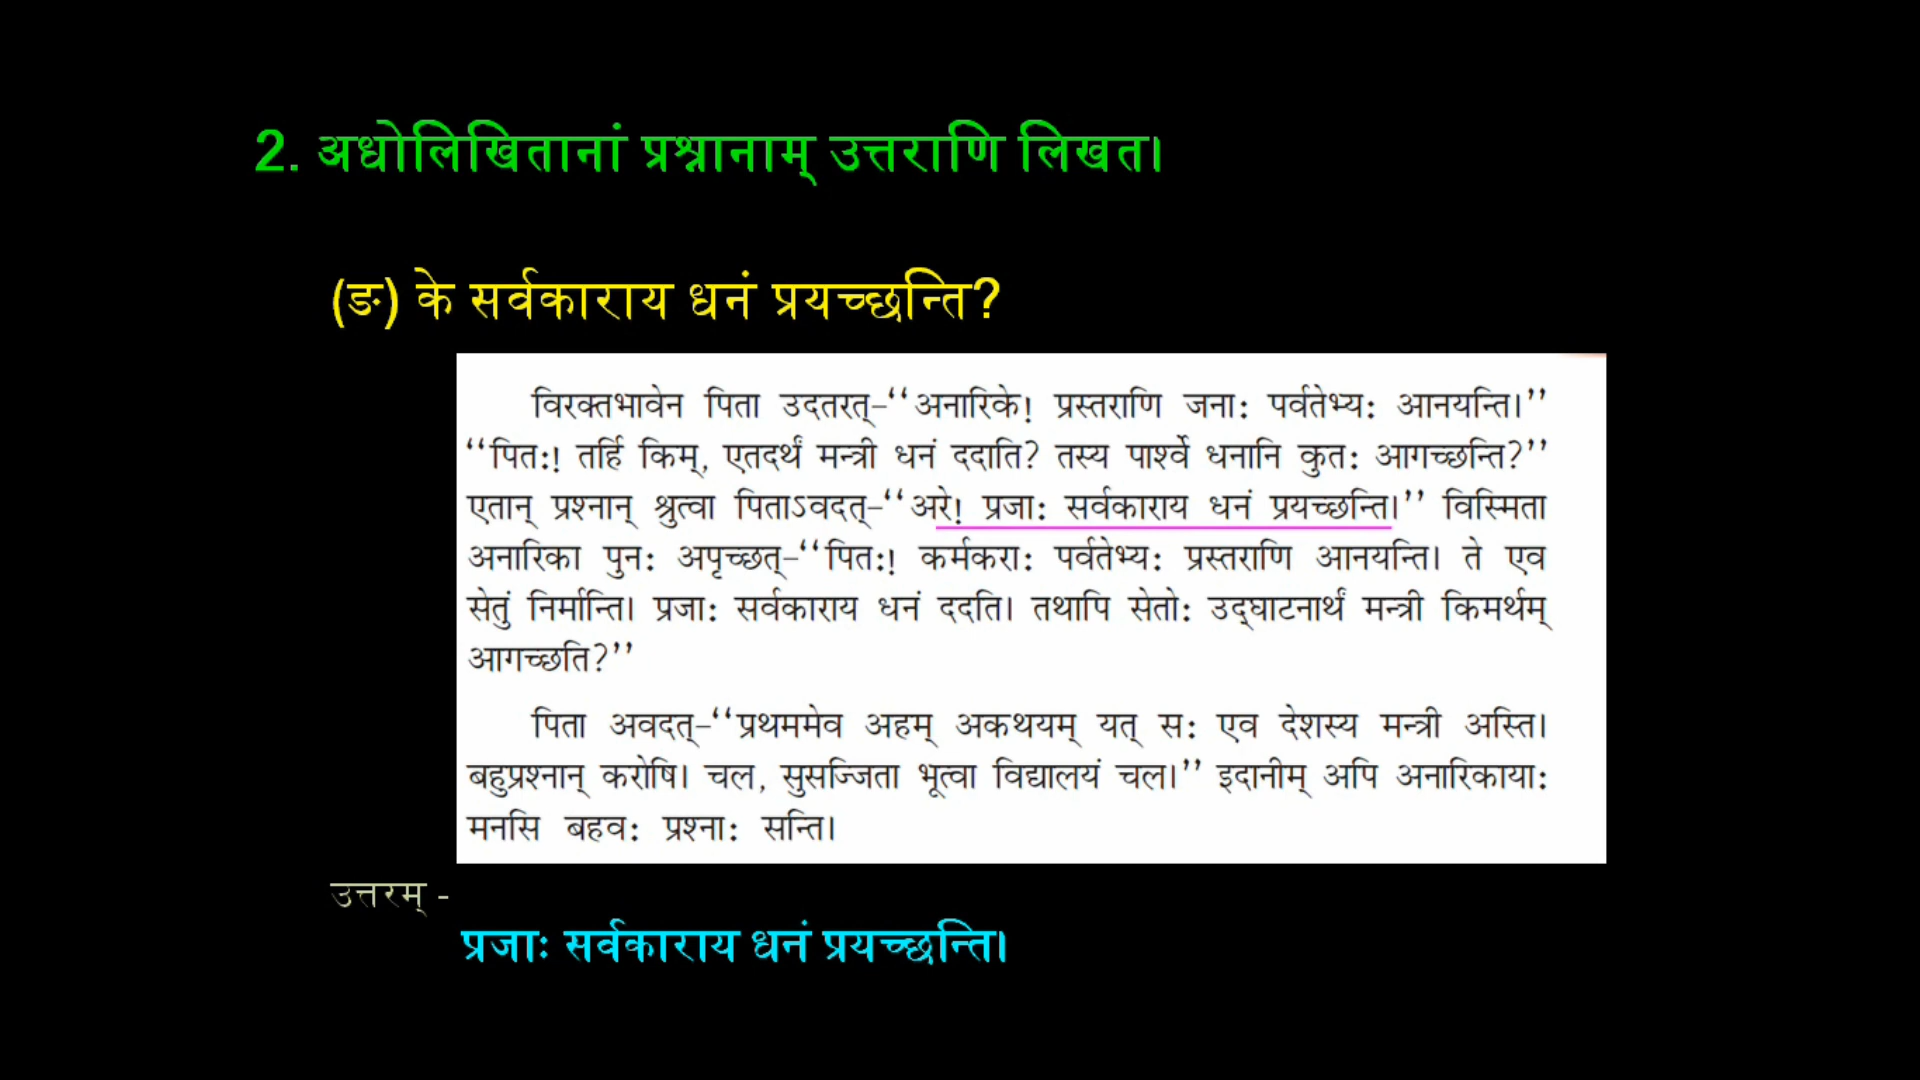 2. अधोलिखितानां प्रश्नानाम् उत्तराणि लिखत।
(ङ) के सर्वकाराय धनं प्रयच्छन्ति?
विरक्तभावेन पिता उदतरत्–‘‘अनारिके! प्रस्तराणि जनाः पर्वतेभ्यः आनयन्ति।’’
‘‘पितः! तर्हि किम्, एतदर्थं मन्त्री धनं ददाति? तस्य पार्श्वे धनानि कुतः आगच्छन्ति?’’
एतान् प्रश्नान् श्रुत्वा पिताऽवदत्–‘‘अरे! प्रजाः सर्वकाराय धनं प्रयच्छन्ति।’’ विस्मिता
अनारिका पुनः अपृच्छत्–‘‘पितः! कर्मकराः पर्वतेभ्यः प्रस्तराणि आनयन्ति। ते एव
सेतुं निर्मान्ति। प्रजाः सर्वकाराय धनं ददति। तथापि सेतोः उद्घाटनार्थं मन्त्री किमर्थम्
आगच्छति?’’
पिता अवदत्–‘‘प्रथममेव अहम् अकथयम् यत् सः एव देशस्य मन्त्री अस्ति।
बहुप्रश्नान् करोषि। चल, सुसज्जिता भूत्वा विद्यालयं चल।’’ इदानीम् अपि अनारिकायाः
मनसि बहवः प्रश्नाः सन्ति।
उत्तरम् -
प्रजाः सर्वकाराय धनं प्रयच्छन्ति।